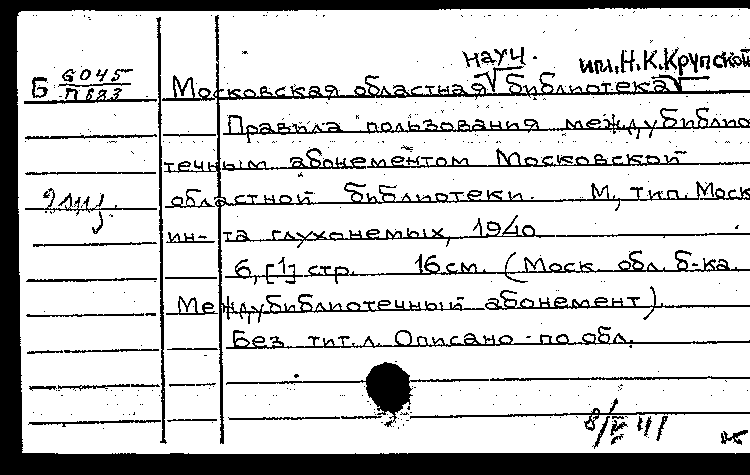 науч. им. Н.К.Крупской
Б 6045
П 823
Московская областная библиотека
Правила пользования междубиблио
течным абонементом Московской
областной библиотеки. М, тип. Моск
ин-та глухонемых, 1940
6,[1] стр. 16 см. (Моск. обл. б-ка.
Междубиблиотечный абонемент).
Без тит.л. Описано по обл.
8/V 41